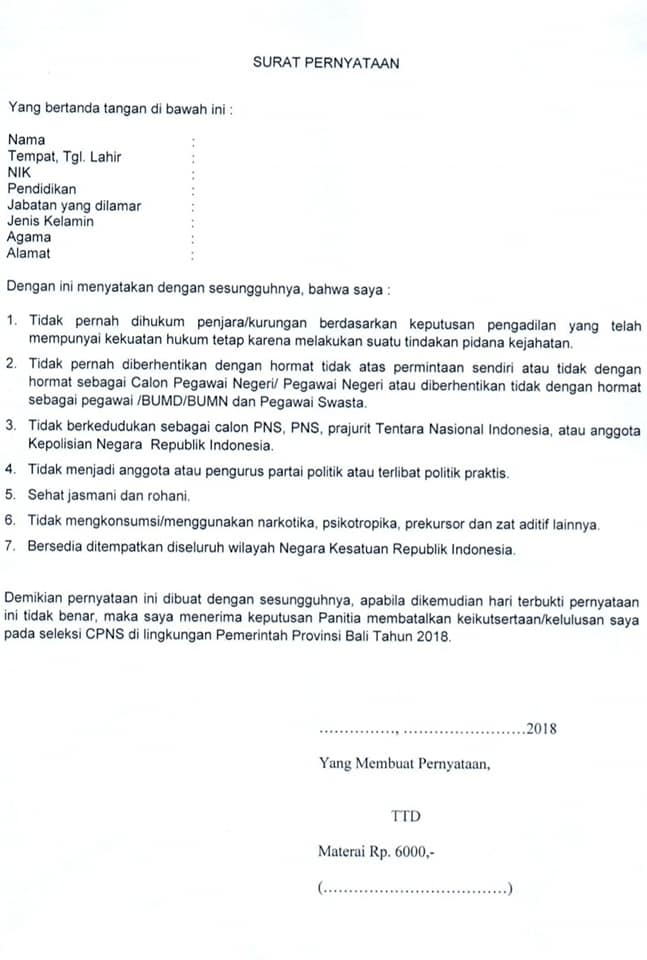 SURAT PERNYATAAN
Yang bertanda tangan di bawah ini :
Nama :
Tempat, Tgl. Lahir :
NIK :
Pendidikan :
Jabatan yang dilamar :
Jenis Kelamin :
Agama :
Alamat :
Dengan ini menyatakan dengan sesungguhnya, bahwa saya :
1. Tidak pernah dihukum penjara/kurungan berdasarkan keputusan pengadilan yang telah
mempunyai kekuatan hukum tetap karena melakukan suatu tindakan pidana kejahatan.
2. Tidak pernah diberhentikan dengan hormat tidak atas permintaan sendiri atau tidak dengan
hormat sebagai Calon Pegawai Negeri/ Pegawai Negeri atau diberhentikan tidak dengan hormat
sebagai pegawai /BUMD/BUMN dan Pegawai Swasta.
3. Tidak berkedudukan sebagai calon PNS, PNS, prajurit Tentara Nasional Indonesia, atau anggota
Kepolisian Negara Republik Indonesia.
4. Tidak menjadi anggota atau pengurus partai politik atau terlibat politik praktis.
5. Sehat jasmani dan rohani.
6. Tidak mengkonsumsi/menggunakan narkotika, psikotropika, prekursor dan zat aditif lainnya.
7. Bersedia ditempatkan diseluruh wilayah Negara Kesatuan Republik Indonesia.
Demikian pernyataan ini dibuat dengan sesungguhnya, apabila dikemudian hari terbukti pernyataan
ini tidak benar, maka saya menerima keputusan Panitia membatalkan keikutsertaan/kelulusan saya
pada seleksi CPNS di lingkungan Pemerintah Provinsi Bali Tahun 2018.
..............., ........................2018
Yang Membuat Pernyataan,
TTD
Materai Rp. 6000,-
(.....................................)